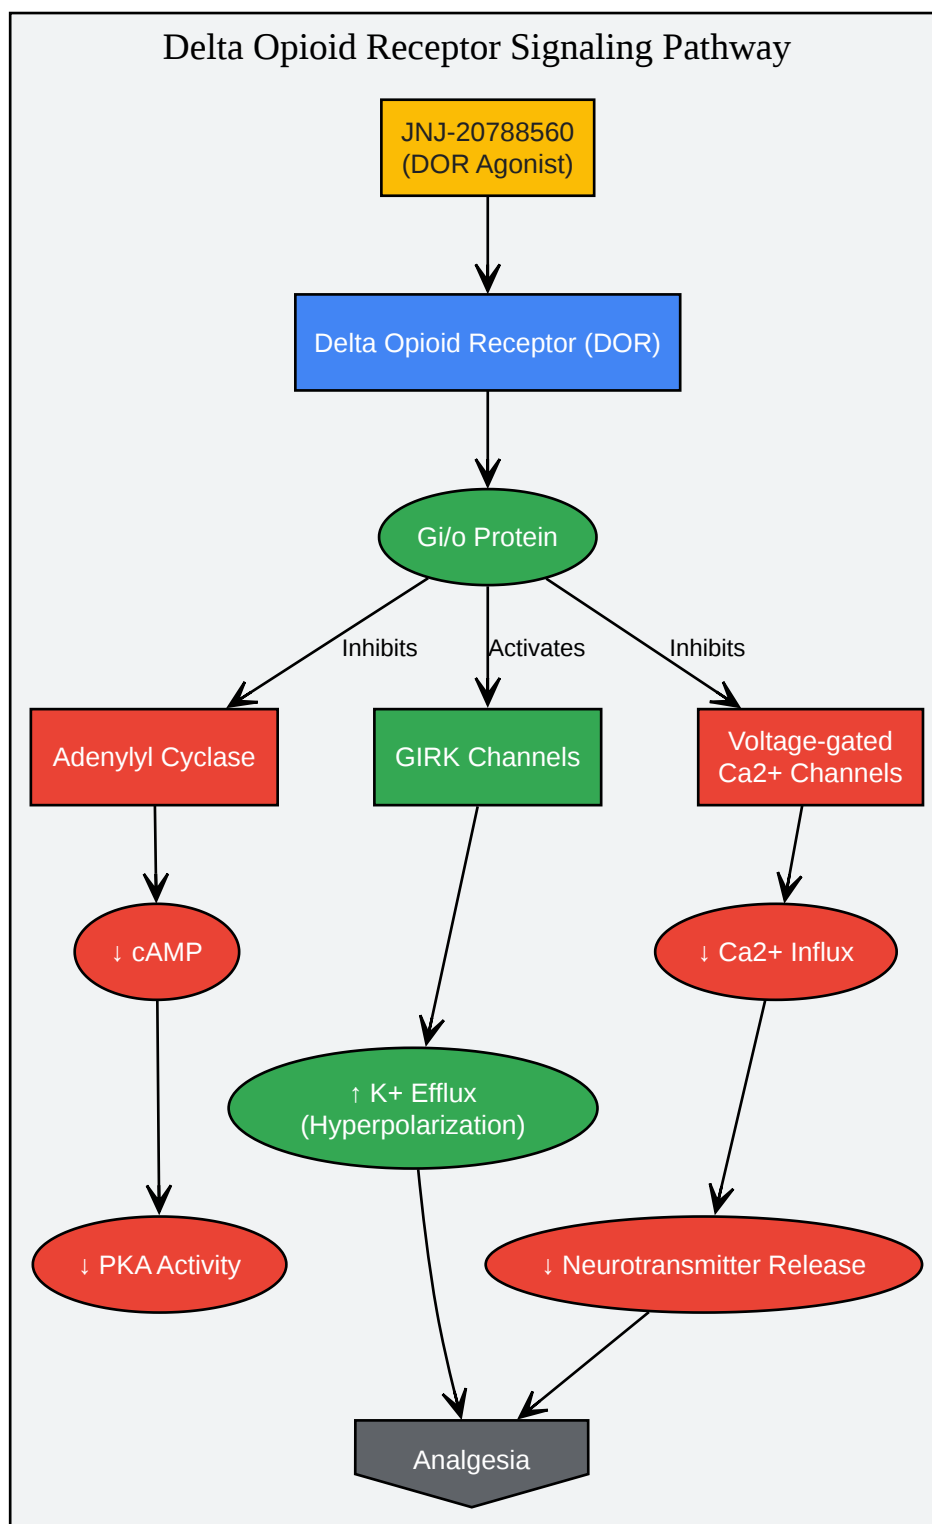 Delta Opioid Receptor Signaling Pathway
JNJ-20788560
(DOR Agonist)
Delta Opioid Receptor (DOR)
Gi/o Protein
Inhibits
Activates
Inhibits
Adenylyl Cyclase
GIRK Channels
Voltage-gated
Ca2+ Channels
↓ cAMP
↓ Ca2+ Influx
↑ K+ Efflux
(Hyperpolarization)
↓ PKA Activity
↓ Neurotransmitter Release
Analgesia